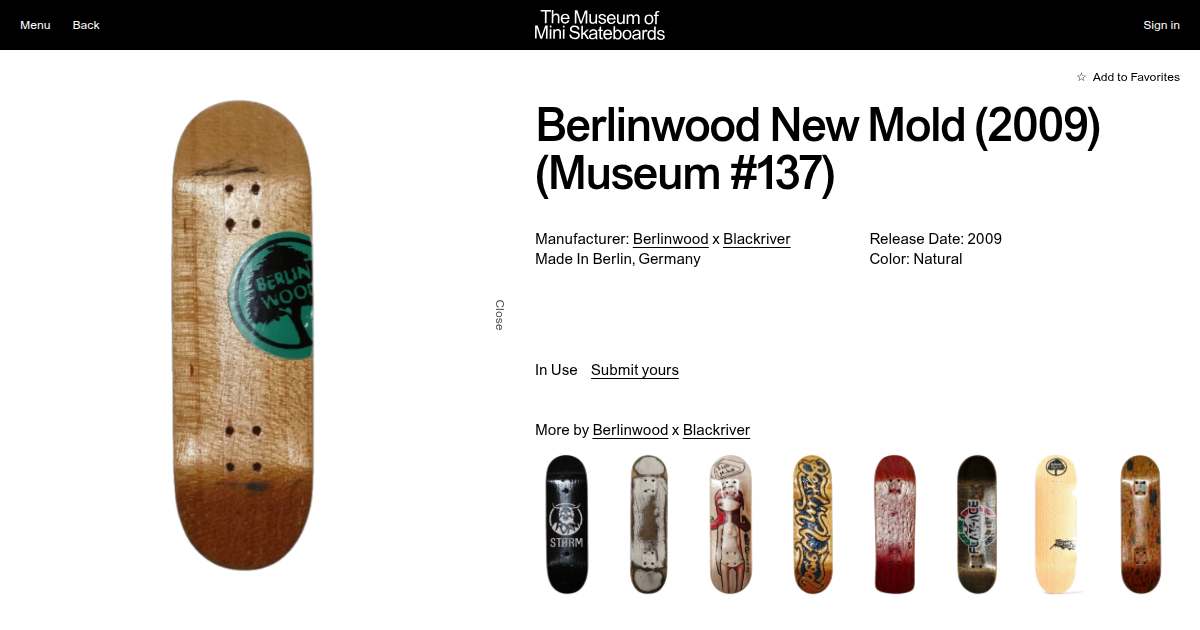 Menu
Back
The Museum of
Mini Skateboards
Sign in
☆ Add to Favorites
Berlinwood New Mold (2009)
(Museum #137)
Manufacturer: Berlinwood x Blackriver
Made In Berlin, Germany
Release Date: 2009
Color: Natural
BERLIN
WOOD
Close
In Use Submit yours
More by Berlinwood x Blackriver